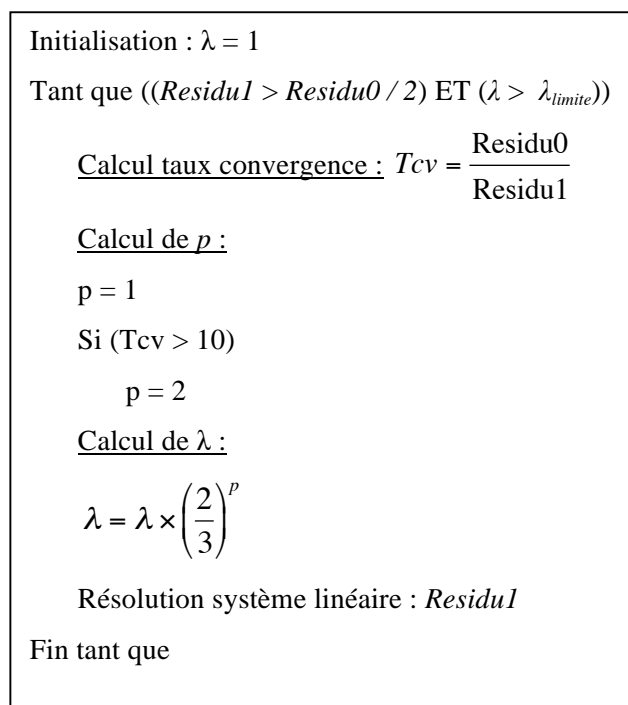 Initialisation : λ = 1
Tant que ((Residu1 > Residu0 / 2) ET (λ > λlimite))
Calcul taux convergence : Tcv = Residu0 / Residu1
Calcul de p :
p = 1
Si (Tcv > 10)
p = 2
Calcul de λ :
λ = λ × (2/3)^p
Résolution système linéaire : Residu1
Fin tant que